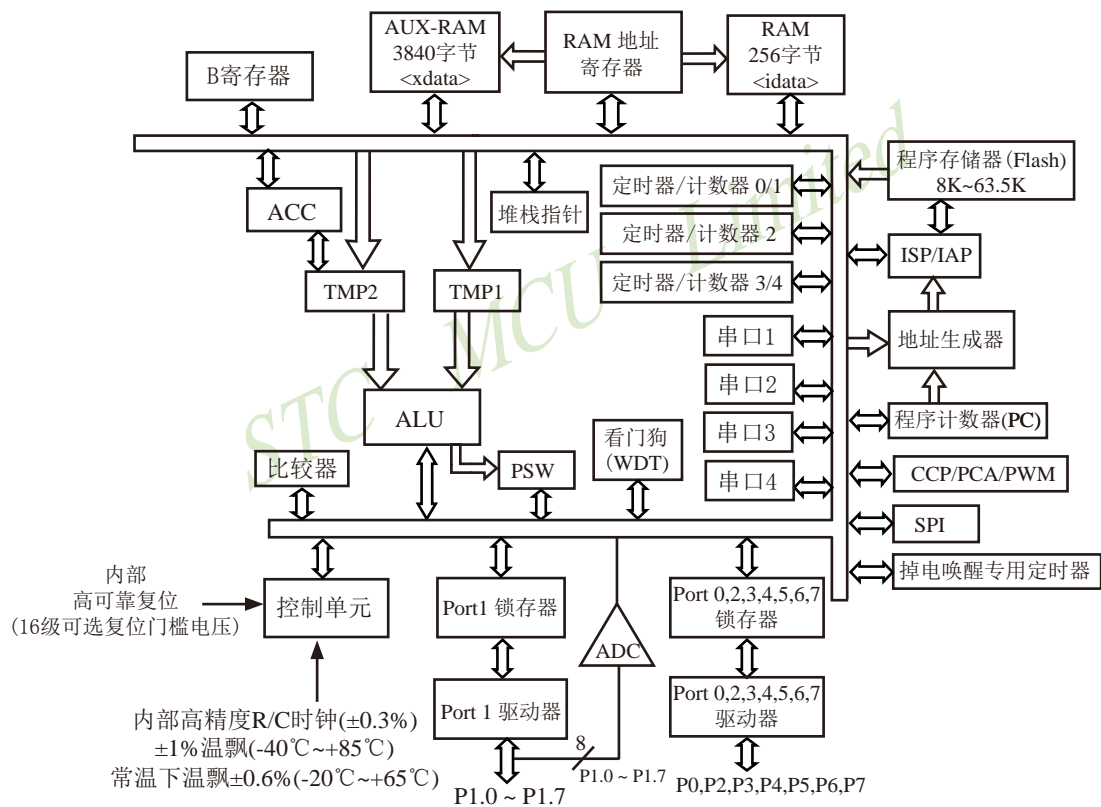 AUX-RAM
3840字节
<xdata>
RAM 地址
寄存器
RAM
256字节
<idata>
B寄存器
程序存储器(Flash)
8K~63.5K
ACC
堆栈指针
定时器/计数器 0/1
定时器/计数器 2
定时器/计数器 3/4
ISP/IAP
TMP2
TMP1
串口1
串口2
串口3
串口4
地址生成器
程序计数器(PC)
ALU
PSW
看门狗
(WDT)
比较器
CCP/PCA/PWM
SPI
掉电唤醒专用定时器
STC MCU Limited
内部
高可靠复位
(16级可选复位门槛电压)
控制单元
Port1 锁存器
ADC
Port 0,2,3,4,5,6,7
锁存器
Port 1 驱动器
Port 0,2,3,4,5,6,7
驱动器
内部高精度R/C时钟(±0.3%)
±1%温飘(-40℃~+85℃)
常温下温飘±0.6%(-20℃~+65℃)
8
P1.0 ~ P1.7
P1.0 ~ P1.7
P0,P2,P3,P4,P5,P6,P7